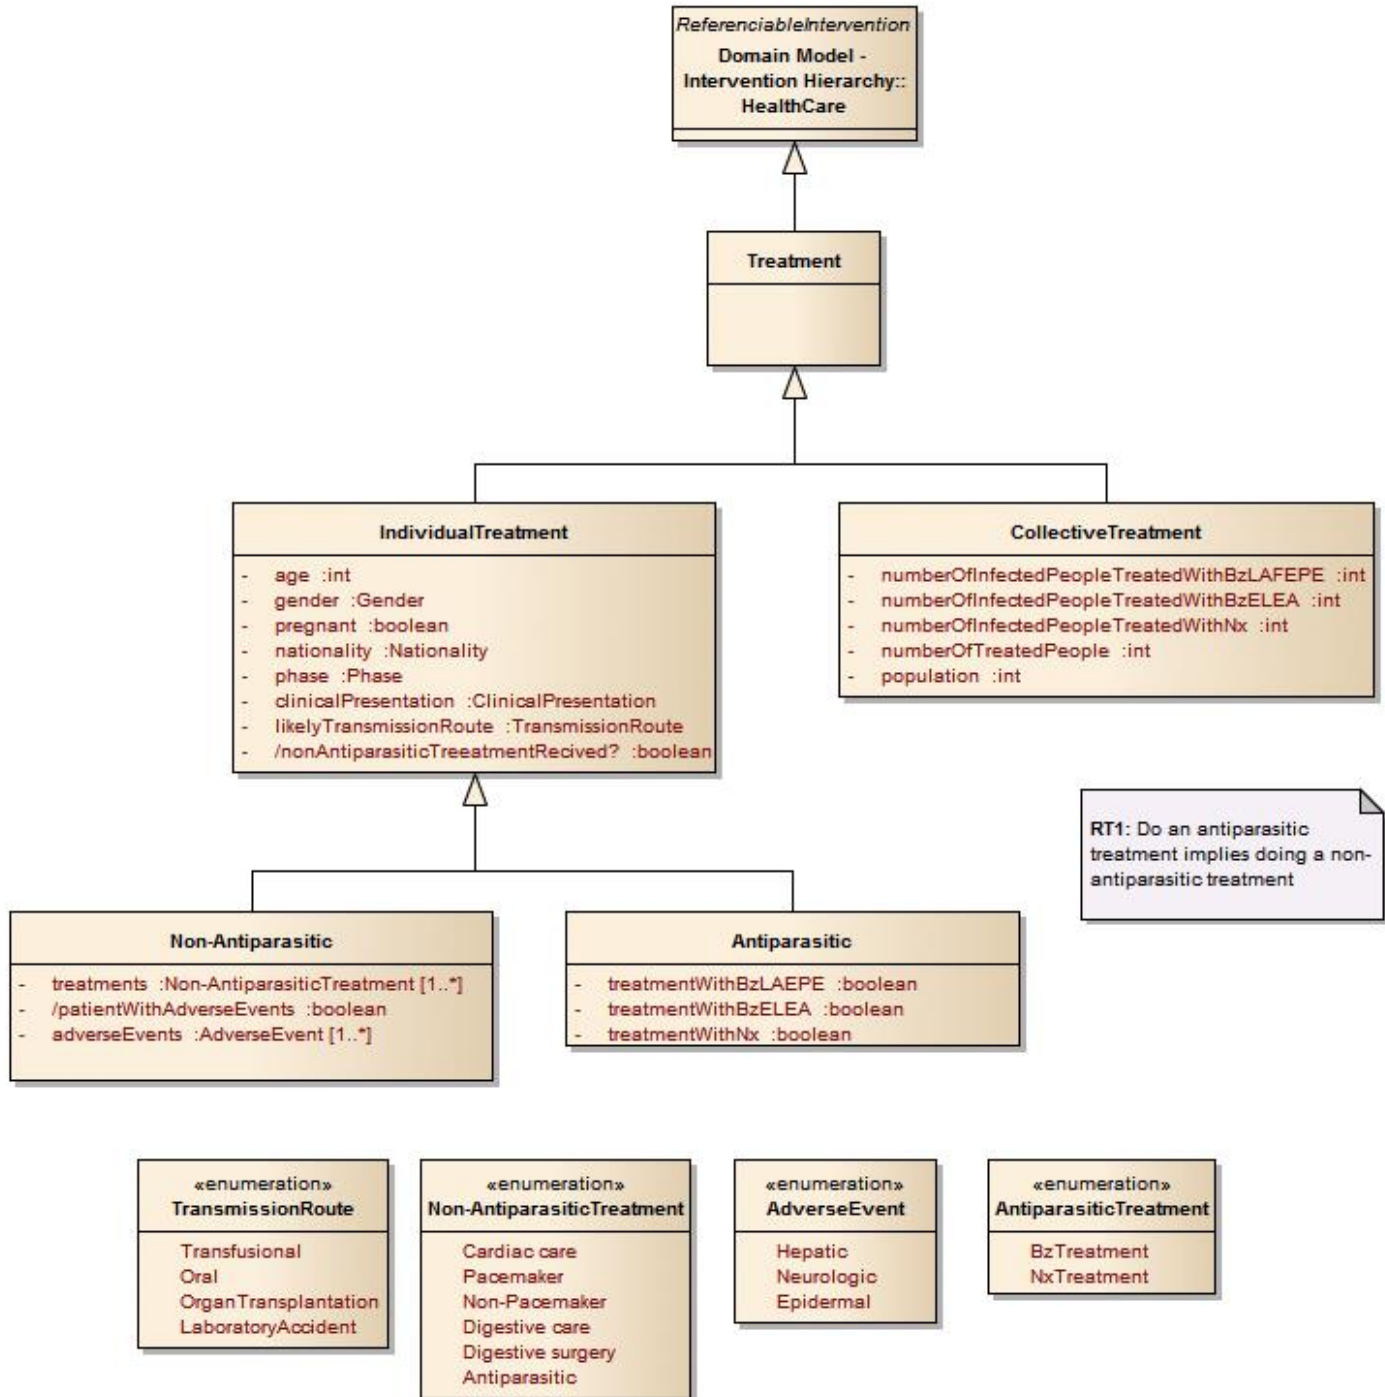 ReferenciableIntervention
Domain Model -
Intervention Hierarchy::
HealthCare
Treatment
IndividualTreatment
- age :int
- gender :Gender
- pregnant :boolean
- nationality :Nationality
- phase :Phase
- clinicalPresentation :ClinicalPresentation
- likelyTransmissionRoute :TransmissionRoute
- /nonAntiparasiticTreeatmentRecived? :boolean
CollectiveTreatment
- numberOfInfectedPeopleTreatedWithBzLAFEPE :int
- numberOfInfectedPeopleTreatedWithBzELEA :int
- numberOfInfectedPeopleTreatedWithNx :int
- numberOfTreatedPeople :int
- population :int
RT1: Do an antiparasitic
treatment implies doing a non-
antiparasitic treatment
Non-Antiparasitic
- treatments :Non-AntiparasiticTreatment [1..*]
- /patientWithAdverseEvents :boolean
- adverseEvents :AdverseEvent [1..*]
Antiparasitic
- treatmentWithBzLAEPE :boolean
- treatmentWithBzELEA :boolean
- treatmentWithNx :boolean
«enumeration»
TransmissionRoute
Transfusional
Oral
OrganTransplantation
LaboratoryAccident
«enumeration»
Non-AntiparasiticTreatment
Cardiac care
Pacemaker
Non-Pacemaker
Digestive care
Digestive surgery
Antiparasitic
«enumeration»
AdverseEvent
Hepatic
Neurologic
Epidermal
«enumeration»
AntiparasiticTreatment
BzTreatment
NxTreatment